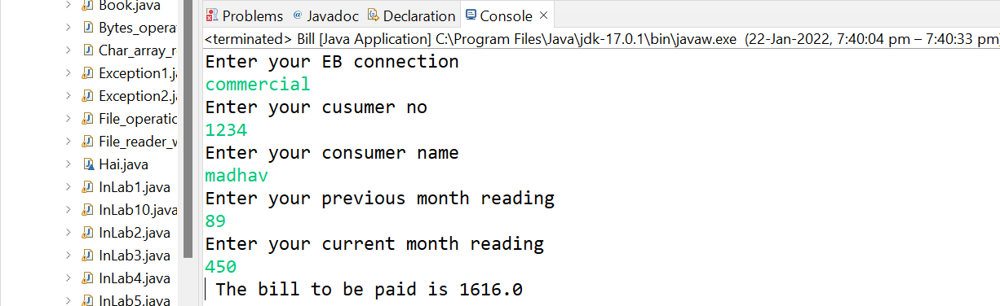 Book.java
Bytes_opera
Char_array_r
Exception1.ja
Exception2.ja
File_operatic
File_reader_w
Hai.java
InLab1.java
InLab10.java
InLab2.java
InLab3.java
InLab4.java
InLab5.java
Problems @ Javadoc Declaration Console ×
<terminated> Bill [Java Application] C:\Program Files\Java\jdk-17.0.1\bin\javaw.exe (22-Jan-2022, 7:40:04 pm – 7:40:33 pm)
Enter your EB connection
commercial
Enter your cusumer no
1234
Enter your consumer name
madhav
Enter your previous month reading
89
Enter your current month reading
450
The bill to be paid is 1616.0